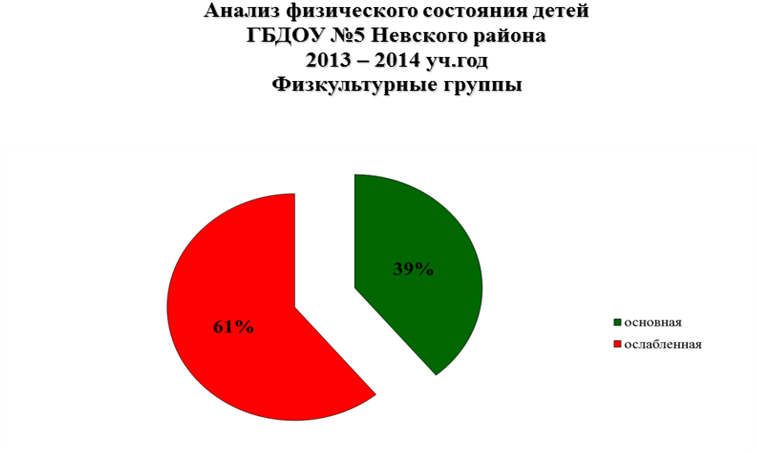 Анализ физического состояния детей
ГБДОУ №5 Невского района
2013 – 2014 уч.год
Физкультурные группы
39%
61%
основная
ослабленная